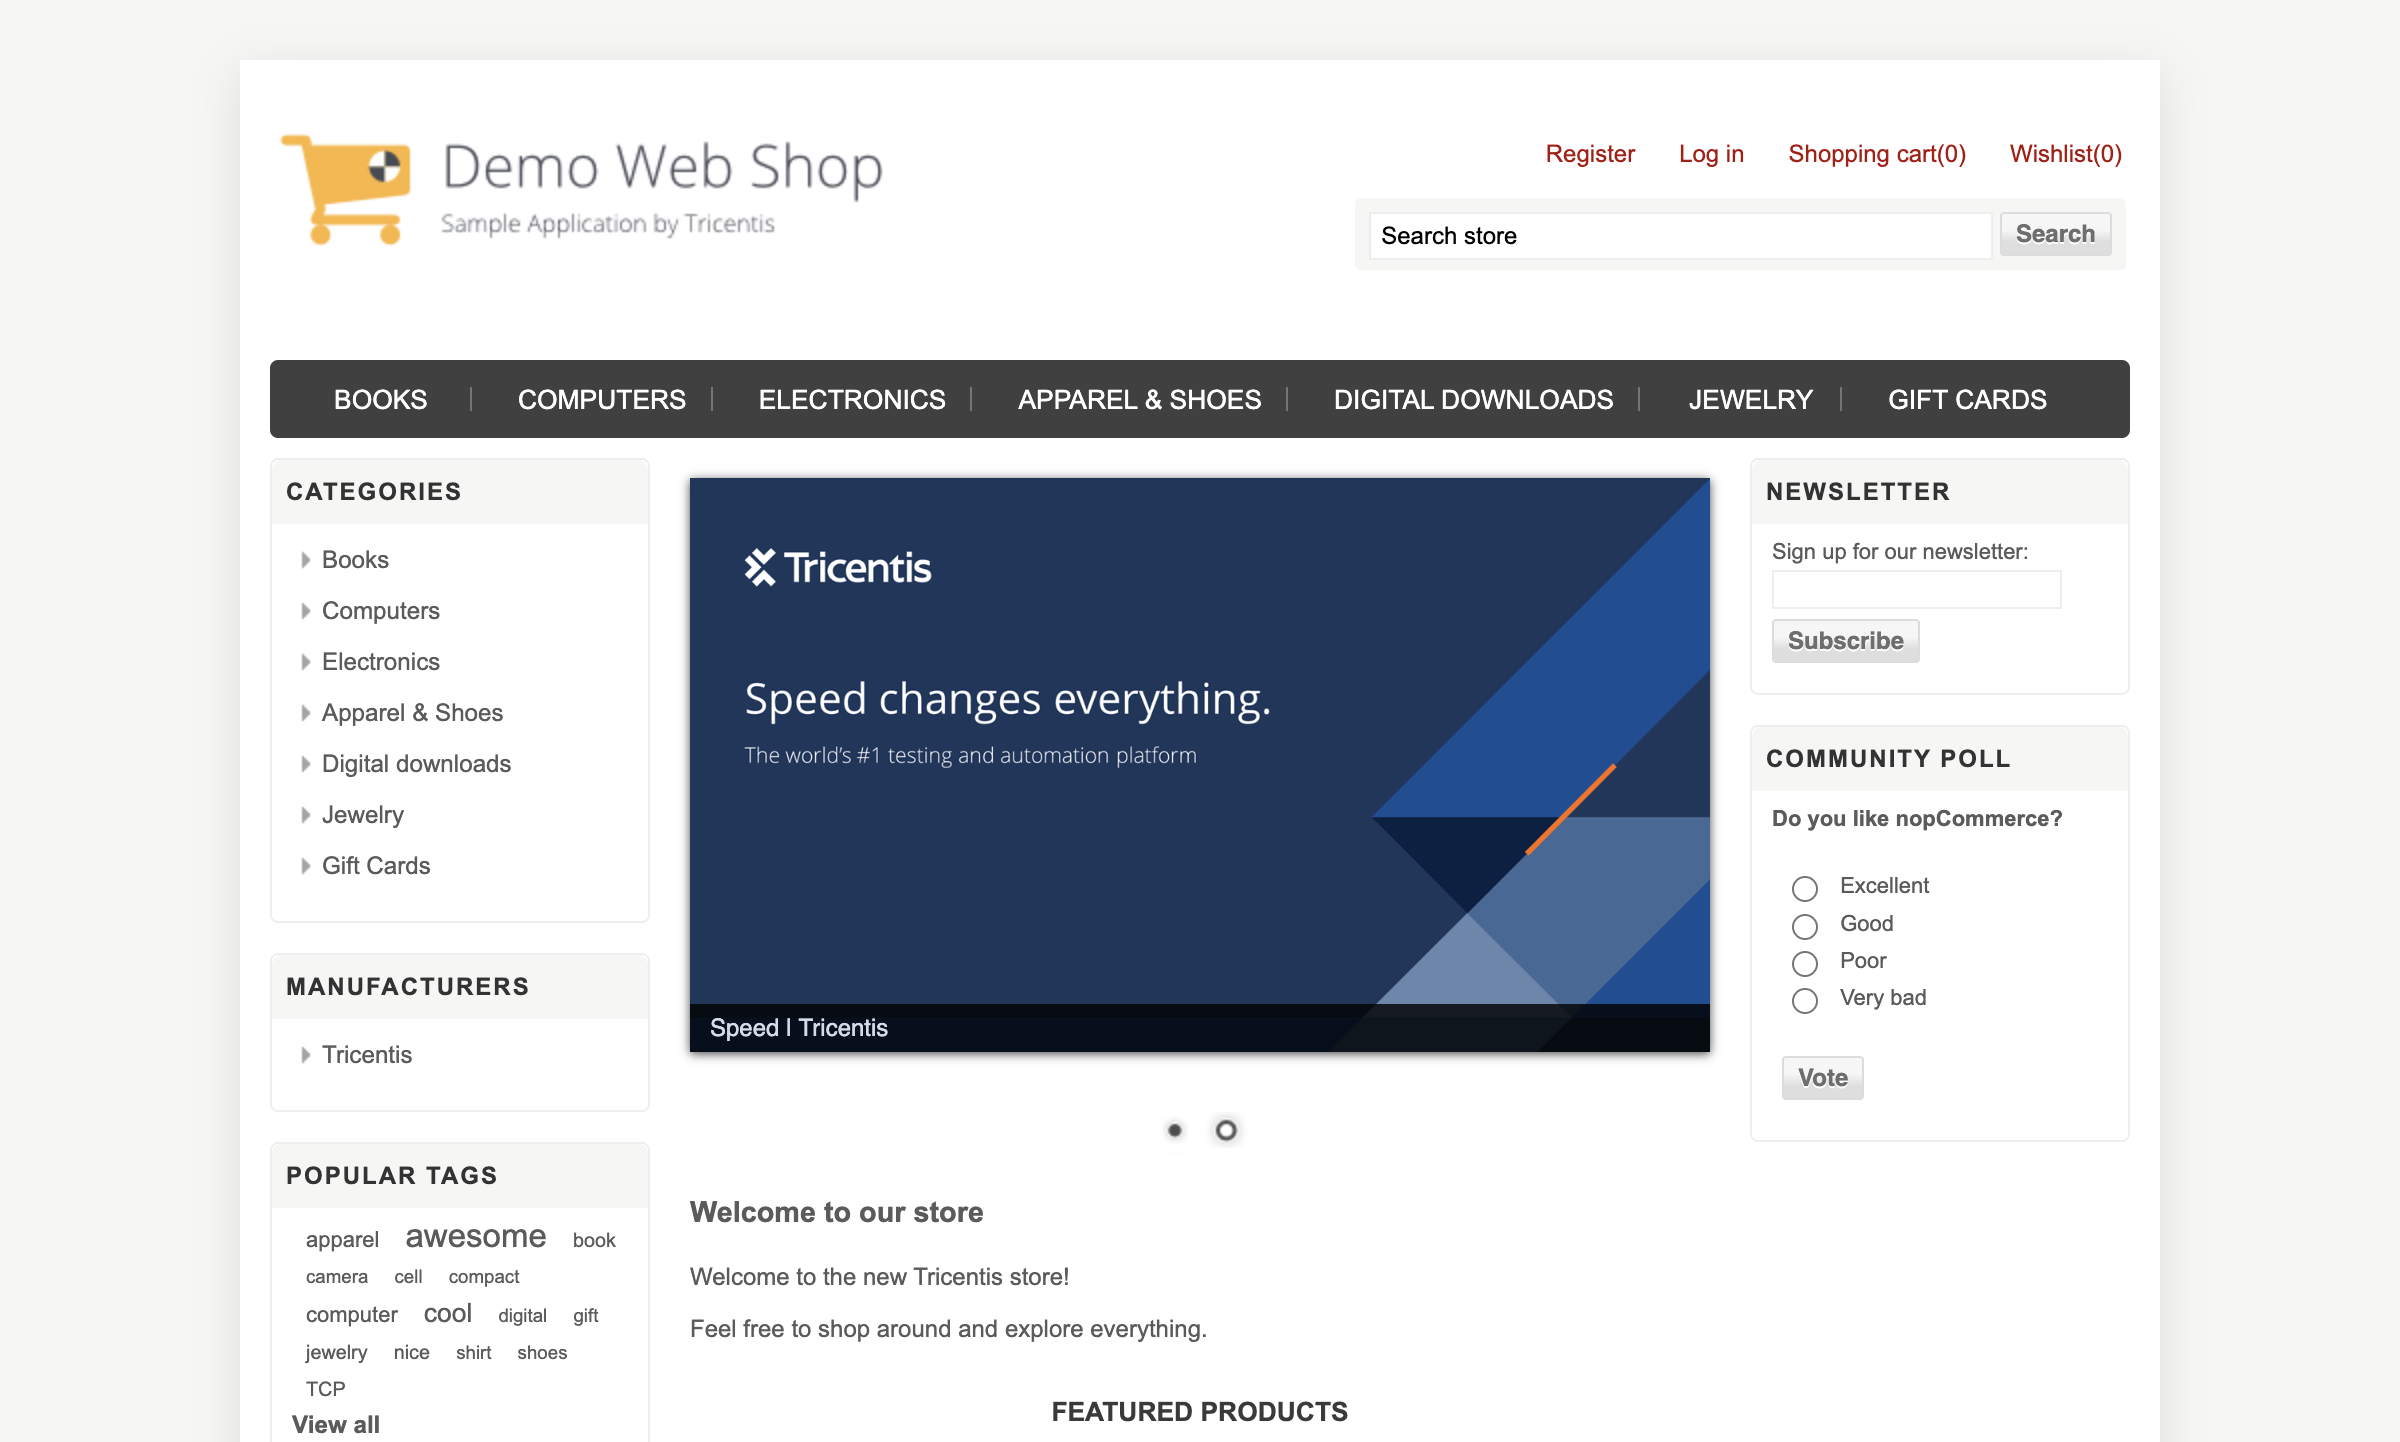 Demo Web Shop
Sample Application by Tricentis
Register Log in Shopping cart(0) Wishlist(0)
Search store Search
BOOKS COMPUTERS ELECTRONICS APPAREL & SHOES DIGITAL DOWNLOADS JEWELRY GIFT CARDS
CATEGORIES
Books
Computers
Electronics
Apparel & Shoes
Digital downloads
Jewelry
Gift Cards
MANUFACTURERS
Tricentis
POPULAR TAGS
apparel awesome book
camera cell compact
computer cool digital gift
jewelry nice shirt shoes
TCP
View all
Tricentis
Speed changes everything.
The world's #1 testing and automation platform
Speed I Tricentis
Welcome to our store
Welcome to the new Tricentis store!
Feel free to shop around and explore everything.
FEATURED PRODUCTS
NEWSLETTER
Sign up for our newsletter:
Subscribe
COMMUNITY POLL
Do you like nopCommerce?
Excellent
Good
Poor
Very bad
Vote